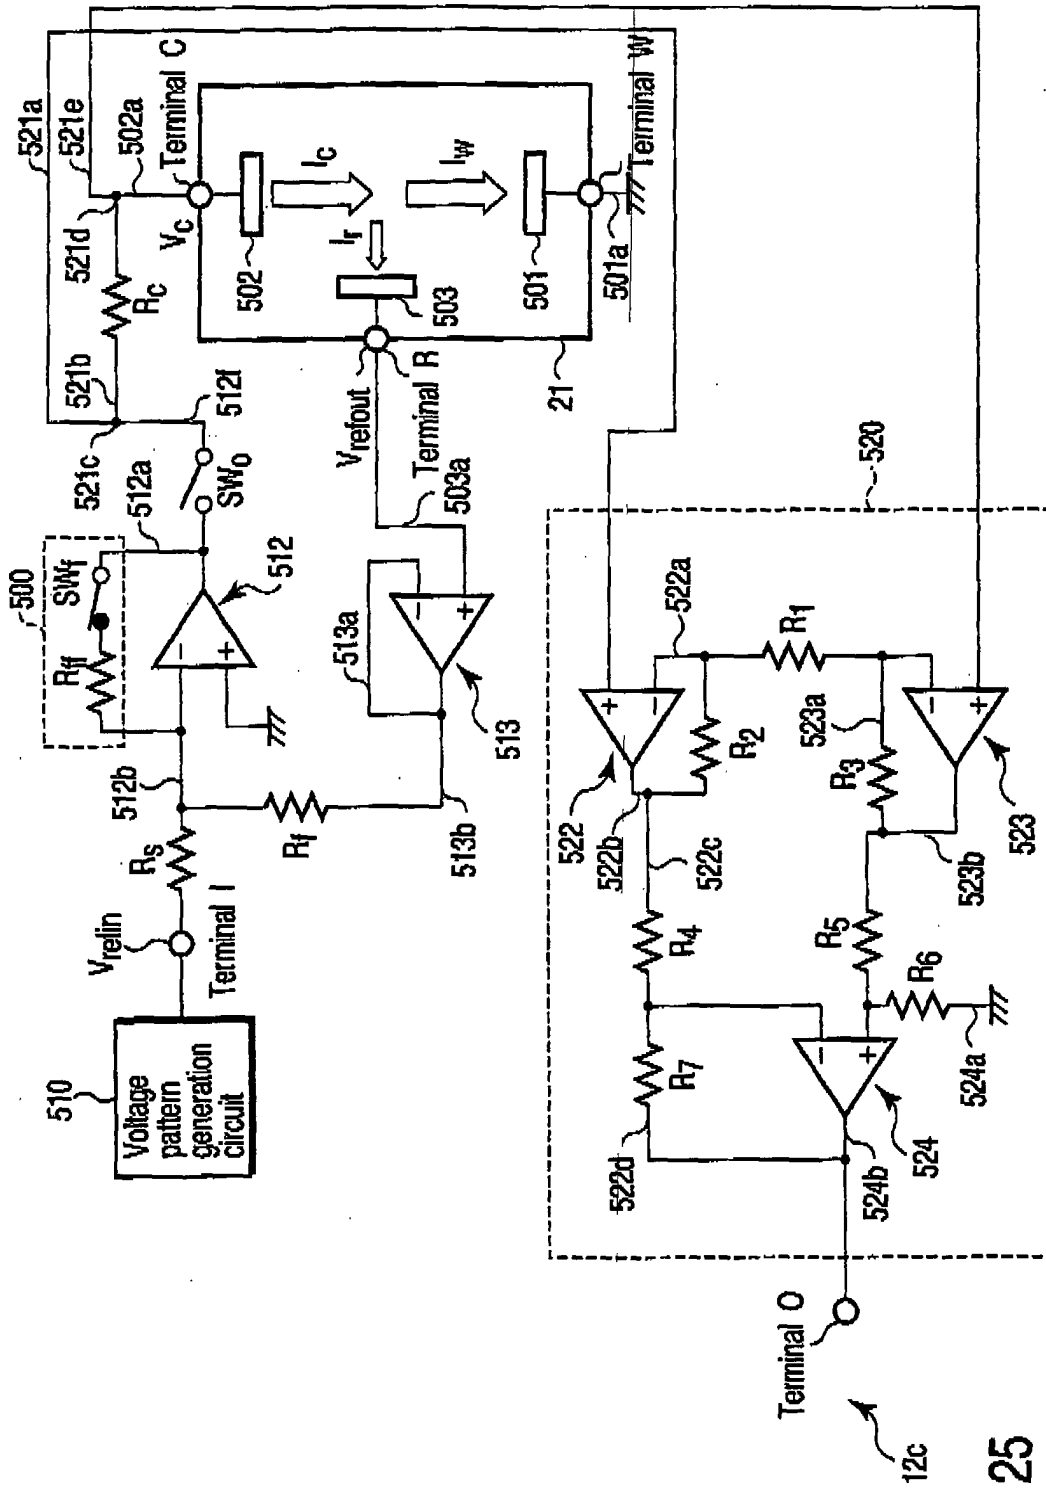 510
Voltage
pattern
generation
circuit
Vrefin
Terminal I
Rs
512b
500
Rff
SWf
512a
-
+
512
SW0
512f
521c
521b
RC
521d
521a
521e
502a
Terminal C
VC
502
IC
Ir
IW
503
501
501a
Terminal W
21
Vrefout
Terminal R
503a
513a
-
+
513
513b
Rf
520
522a
+
-
522
522b
R2
R1
522c
523a
R3
-
+
523
523b
R4
R5
R6
R7
522d
-
+
524a
524
524b
Terminal O
12c
25